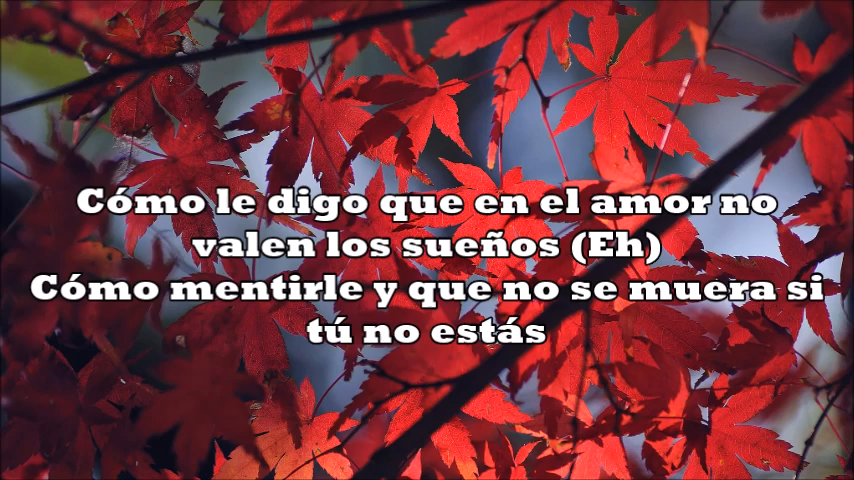 Cómo le digo que en el amor no
valen los sueños (Eh)
Cómo mentirle y que no se muera si
tú no estás